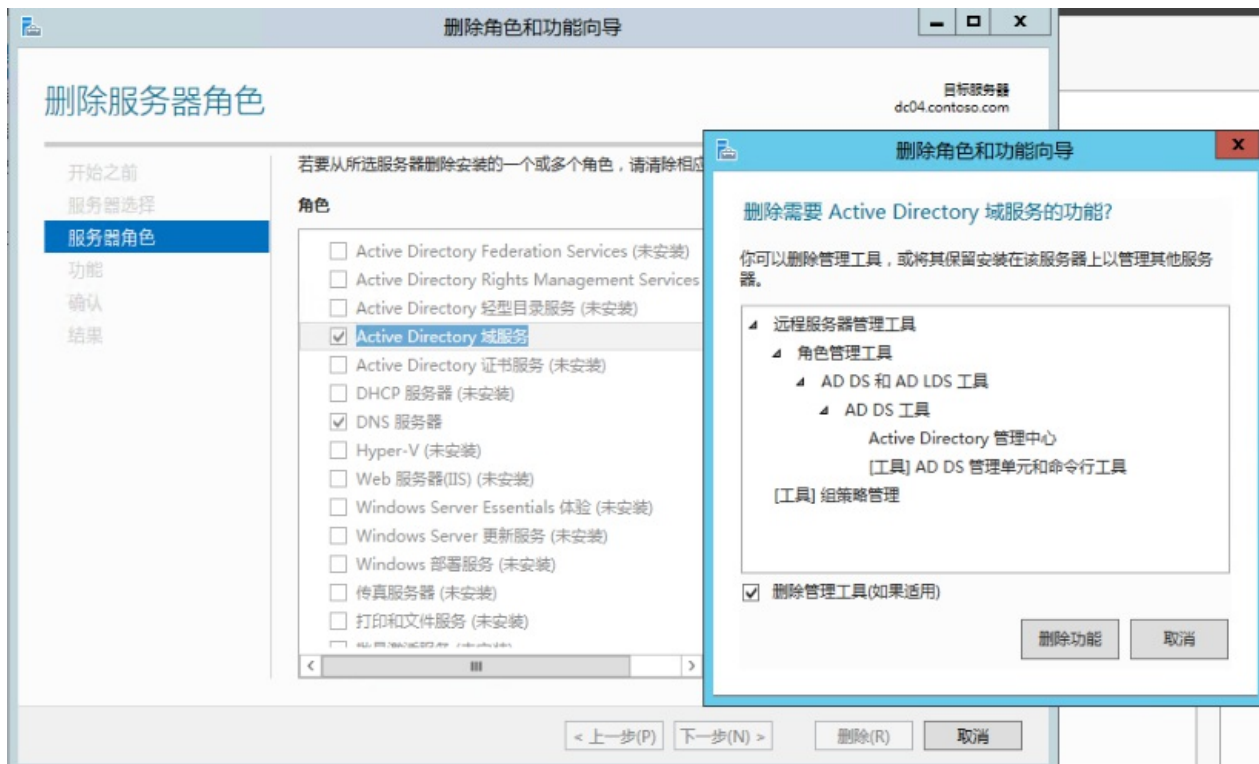 删除角色和功能向导
删除服务器角色
目标服务器
dc04.contoso.com
开始之前
服务器选择
服务器角色
功能
确认
结果
若要从所选服务器删除安装的一个或多个角色，请清除相应
角色
Active Directory Federation Services (未安装)
Active Directory Rights Management Services
Active Directory 轻型目录服务 (未安装)
Active Directory 域服务
Active Directory 证书服务 (未安装)
DHCP 服务器 (未安装)
DNS 服务器
Hyper-V (未安装)
Web 服务器(IIS) (未安装)
Windows Server Essentials 体验 (未安装)
Windows Server 更新服务 (未安装)
Windows 部署服务 (未安装)
传真服务器 (未安装)
打印和文件服务 (未安装)
< 上一步(P)
下一步(N) >
删除(R)
取消
删除角色和功能向导
删除需要 Active Directory 域服务的功能?
你可以删除管理工具，或将其保留安装在该服务器上以管理其他服务
器。
远程服务器管理工具
角色管理工具
AD DS 和 AD LDS 工具
AD DS 工具
Active Directory 管理中心
[工具] AD DS 管理单元和命令行工具
[工具] 组策略管理
删除管理工具(如果适用)
删除功能
取消